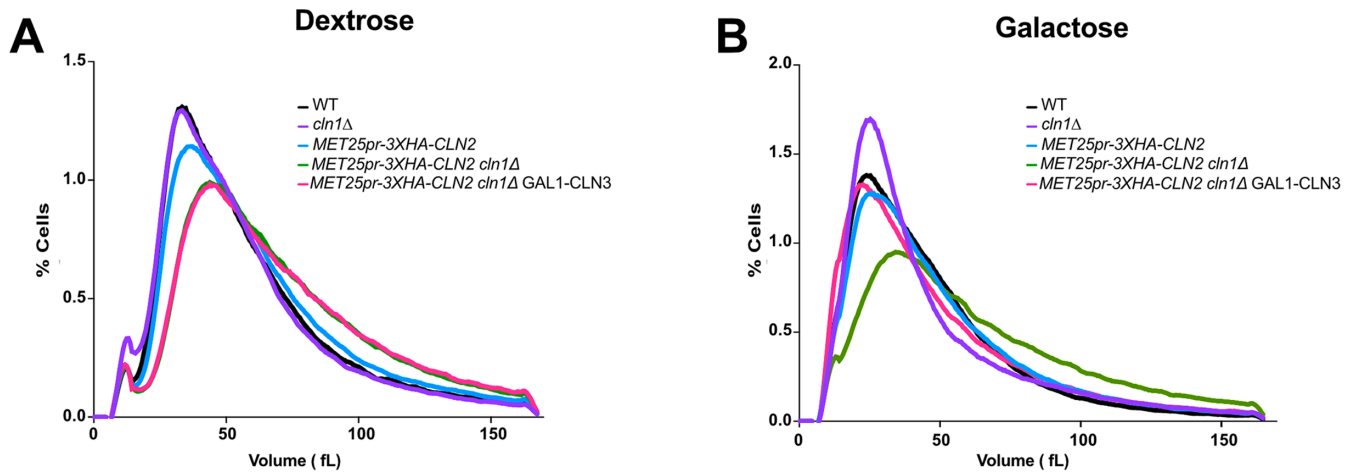 A
Dextrose
1.5
1.0
0.5
0.0
% Cells
0
50
100
150
Volume ( fL)
WT
cln1Δ
MET25pr-3XHA-CLN2
MET25pr-3XHA-CLN2 cln1Δ
MET25pr-3XHA-CLN2 cln1Δ GAL1-CLN3
B
Galactose
2.0
1.5
1.0
0.5
0.0
% Cells
0
50
100
150
Volume ( fL)
WT
cln1Δ
MET25pr-3XHA-CLN2
MET25pr-3XHA-CLN2 cln1Δ
MET25pr-3XHA-CLN2 cln1Δ GAL1-CLN3